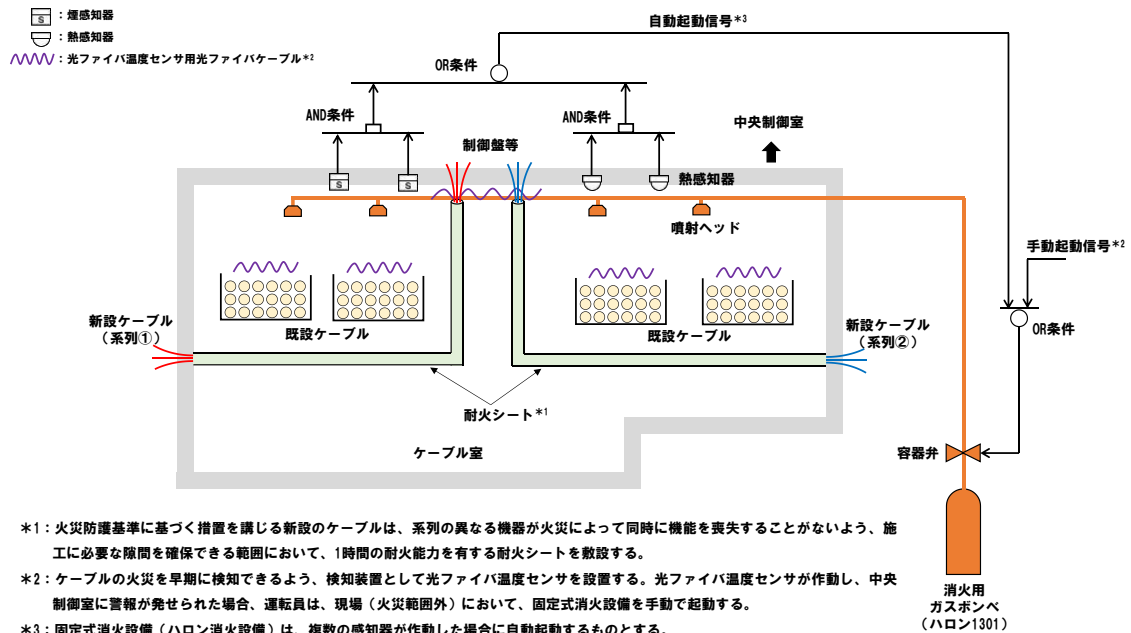 S ：煙感知器
：熱感知器
：光ファイバ温度センサ用光ファイバケーブル*2
自動起動信号*3
OR条件
AND条件
AND条件
制御盤等
中央制御室
S
S
熱感知器
噴射ヘッド
手動起動信号*2
OR条件
新設ケーブル
（系列①）
既設ケーブル
既設ケーブル
新設ケーブル
（系列②）
耐火シート*1
ケーブル室
容器弁
消火用
ガスボンベ
（ハロン1301）
*1：火災防護基準に基づく措置を講じる新設のケーブルは、系列の異なる機器が火災によって同時に機能を喪失することがないよう、施
工に必要な隙間を確保できる範囲において、1時間の耐火能力を有する耐火シートを敷設する。
*2：ケーブルの火災を早期に検知できるよう、検知装置として光ファイバ温度センサを設置する。光ファイバ温度センサが作動し、中央
制御室に警報が発せられた場合、運転員は、現場（火災範囲外）において、固定式消火設備を手動で起動する。
*3：固定式消火設備（ハロン消火設備）は、複数の感知器が作動した場合に自動起動するものとする。